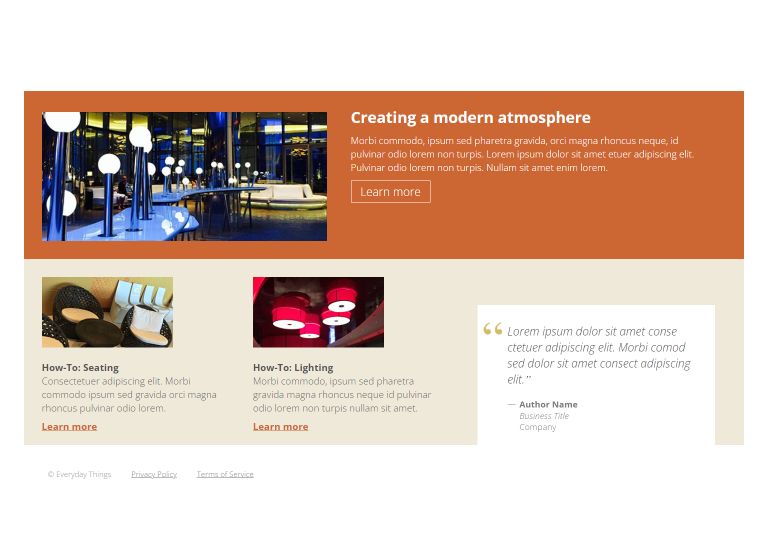 Creating a modern atmosphere
Morbi commodo, ipsum sed pharetra gravida, orci magna rhoncus neque, id
pulvinar odio lorem non turpis. Lorem ipsum dolor sit amet etuer adipiscing elit.
Pulvinar odio lorem non turpis. Nullam sit amet enim lorem.
Learn more
How-To: Seating
Consectetuer adipiscing elit. Morbi
commodo ipsum sed gravida orci magna
rhoncus pulvinar odio lorem.
Learn more
How-To: Lighting
Morbi commodo, ipsum sed pharetra
gravida magna rhoncus neque id pulvinar
odio lorem non turpis nullam sit amet.
Learn more
“ Lorem ipsum dolor sit amet conse
ctetuer adipiscing elit. Morbi comod
sed dolor sit amet consect adipiscing
elit. ”
— Author Name
Business Title
Company
© Everyday Things Privacy Policy Terms of Service